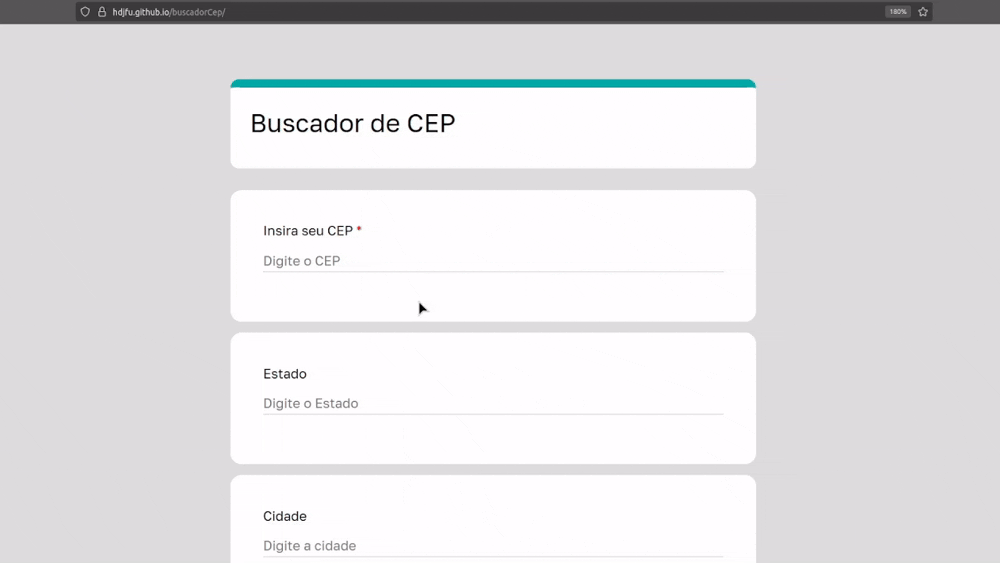 hdjfu.github.io/buscadorCep/
180%
Buscador de CEP
Insira seu CEP *
Digite o CEP
Estado
Digite o Estado
Cidade
Digite a cidade